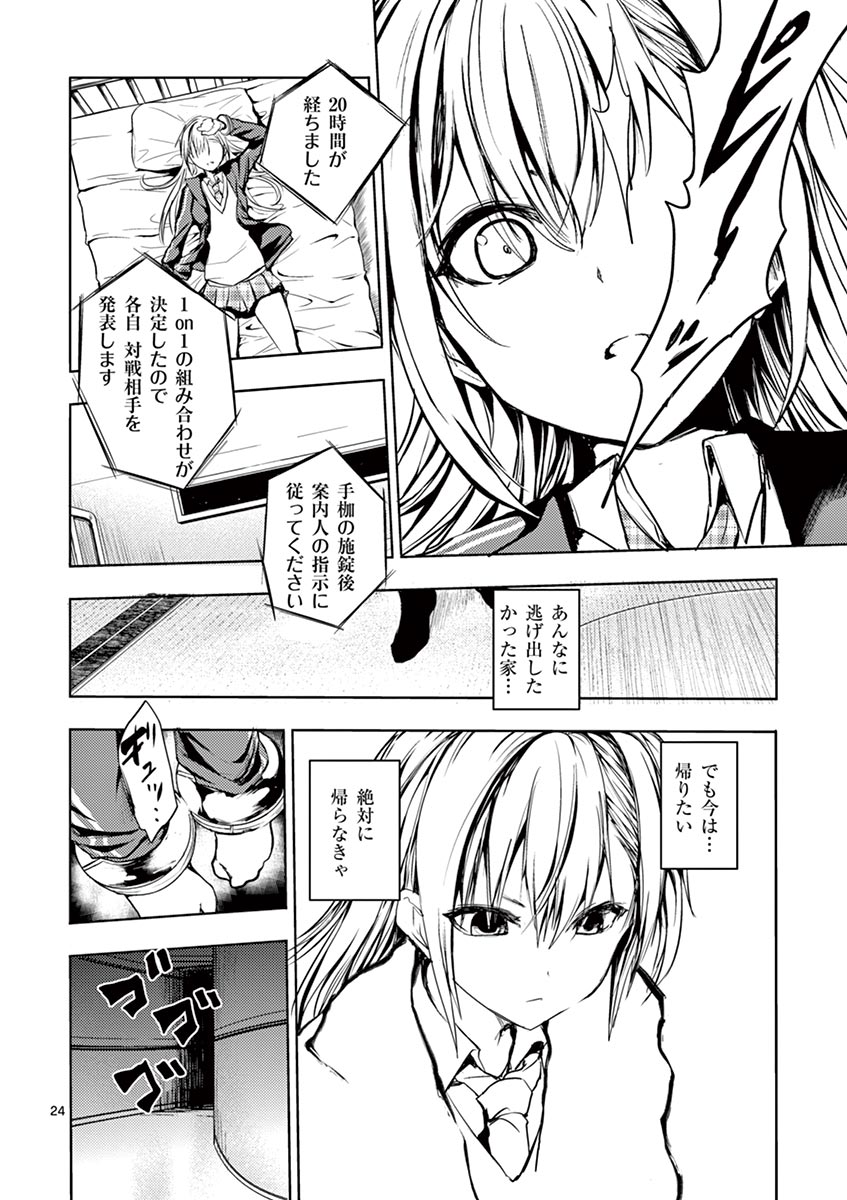 20時間が
経ちました
1on1の組み合わせが
決定したので
各自 対戦相手を
発表します
手枷の施錠後
案内人の指示に
従ってください
あんなに
逃げ出した
かった家…
でも今は…
帰りたい
絶対に
帰らなきゃ
ギュッ…
ゴゴゴ
24